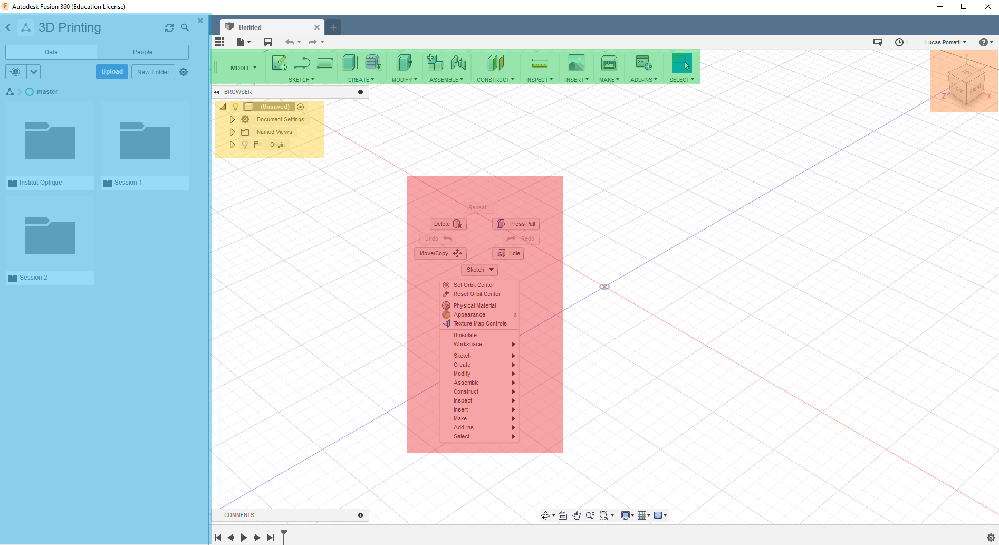 Autodesk Fusion 360 (Education License)
3D Printing
Data
People
Upload
New Folder
master
Institut Optique
Session 1
Session 2
Untitled
1
Lucas Pometti
MODEL
SKETCH
CREATE
MODIFY
ASSEMBLE
CONSTRUCT
INSPECT
INSERT
MAKE
ADD-INS
SELECT
BROWSER
(Unsaved)
Document Settings
Named Views
Origin
Y
TOP
FRONT
RIGHT
Z
X
Repeat...
Delete
Press Pull
Undo
Redo
Move/Copy
Hole
Sketch
Set Orbit Center
Reset Orbit Center
Physical Material
Appearance a
Texture Map Controls
Unisolate
Workspace
Sketch
Create
Modify
Assemble
Construct
Inspect
Insert
Make
Add-ins
Select
COMMENTS